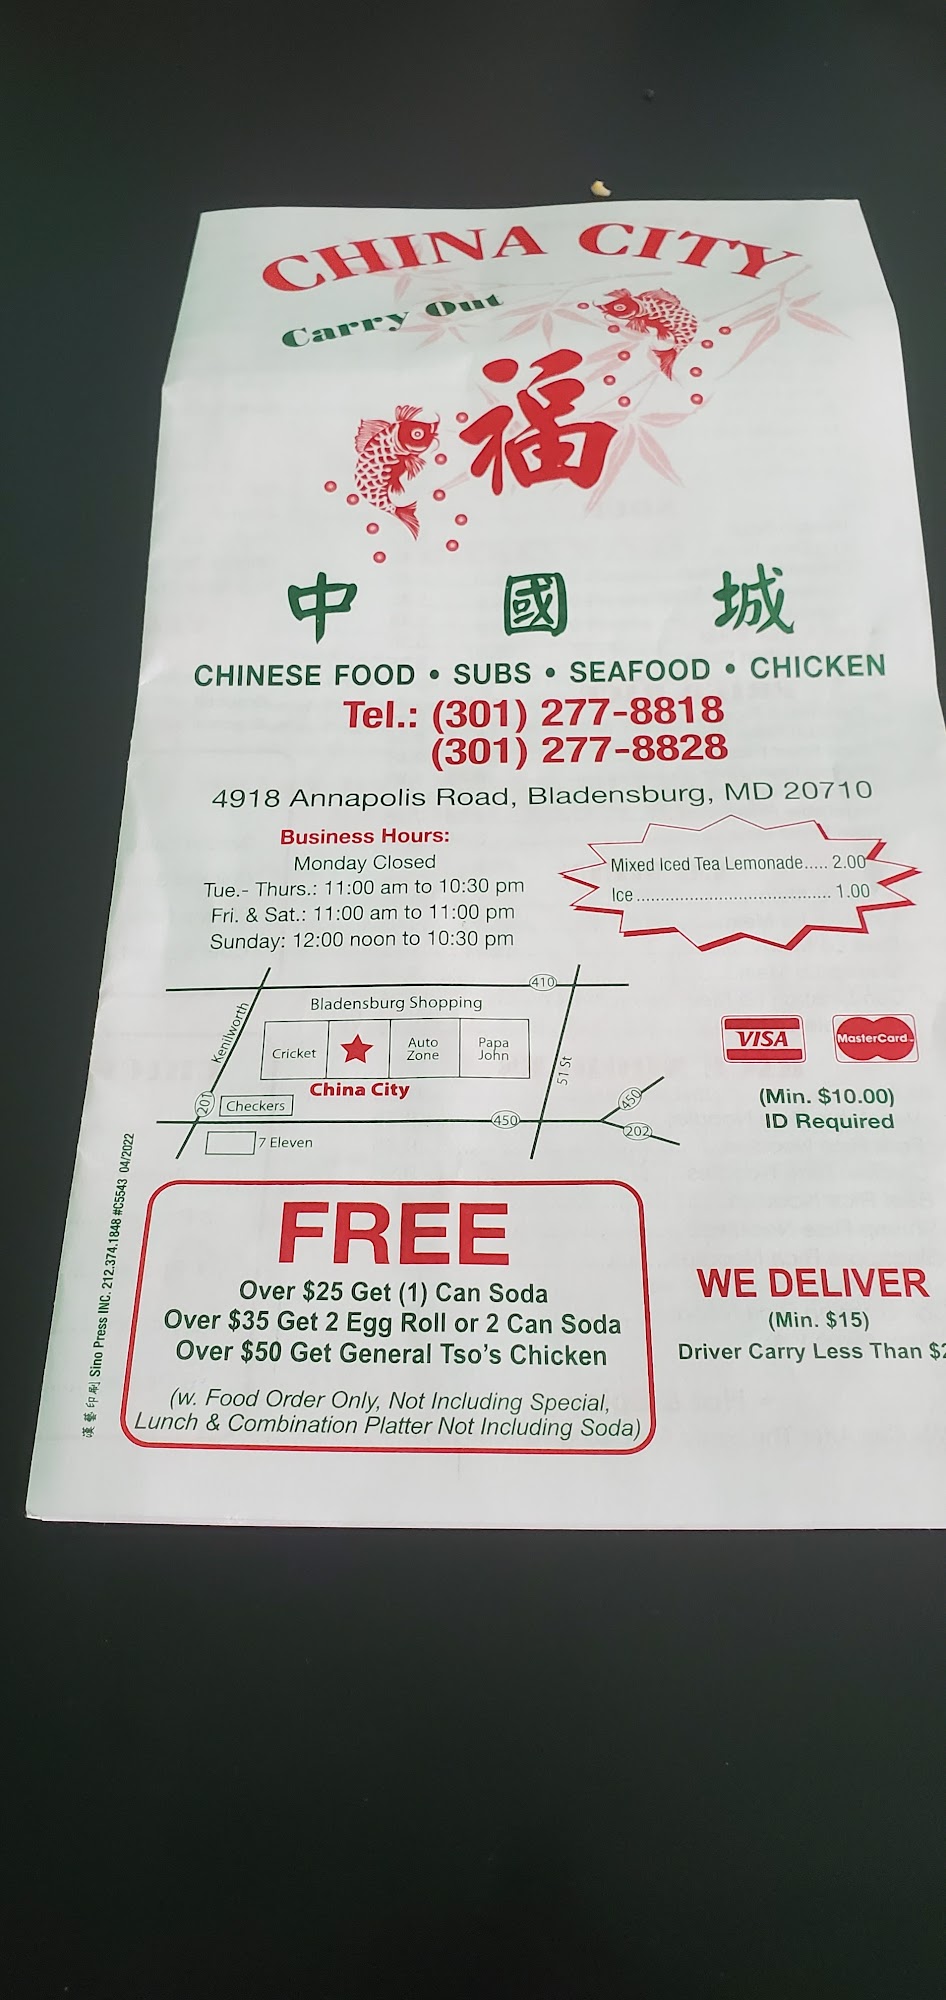 CHINA CITY
Carry Out
福
中 國 城
CHINESE FOOD • SUBS • SEAFOOD • CHICKEN
Tel.: (301) 277-8818
(301) 277-8828
4918 Annapolis Road, Bladensburg, MD 20710
Business Hours:
Monday Closed
Tue.- Thurs.: 11:00 am to 10:30 pm
Fri. & Sat.: 11:00 am to 11:00 pm
Sunday: 12:00 noon to 10:30 pm
Mixed Iced Tea Lemonade..... 2.00
Ice......................................... 1.00
410
Bladensburg Shopping
Kenilworth
Cricket
Auto
Zone
Papa
John
China City
51 St
201
Checkers
450
450
202
7 Eleven
VISA
MasterCard
(Min. $10.00)
ID Required
FREE
Over $25 Get (1) Can Soda
Over $35 Get 2 Egg Roll or 2 Can Soda
Over $50 Get General Tso's Chicken
(w. Food Order Only, Not Including Special,
Lunch & Combination Platter Not Including Soda)
WE DELIVER
(Min. $15)
Driver Carry Less Than
漢藝印刷 Sino Press INC. 212.374.1848 #C5543 04/2022